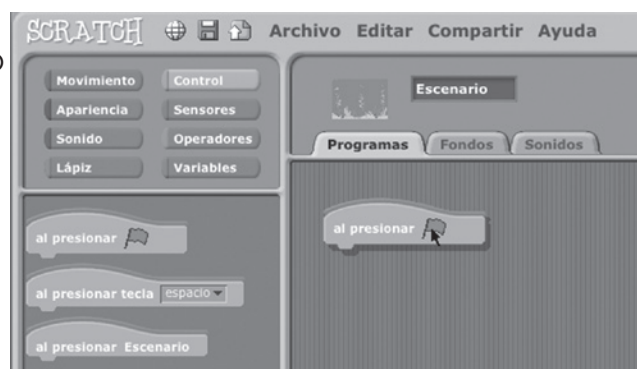 SCRATCH Archivo Editar Compartir Ayuda
Movimiento Control
Apariencia Sensores
Sonido Operadores
Lápiz Variables
Escenario
Programas Fondos Sonidos
al presionar
al presionar tecla espacio
al presionar Escenario
al presionar